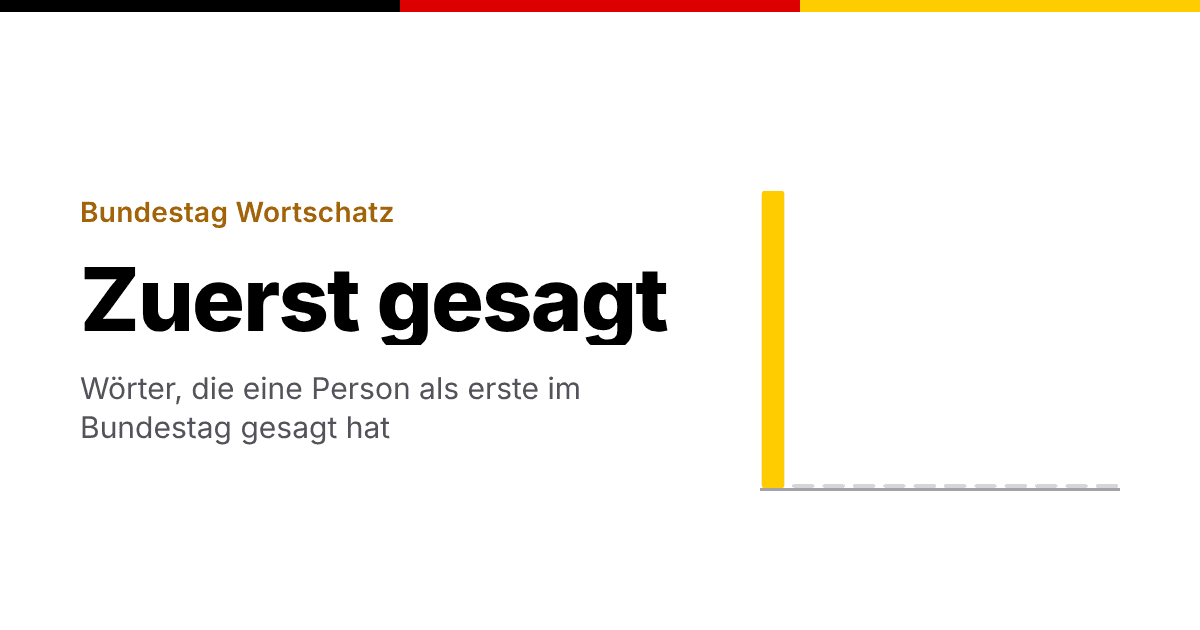 Bundestag Wortschatz
Zuerst gesagt
Wörter, die eine Person als erste im
Bundestag gesagt hat